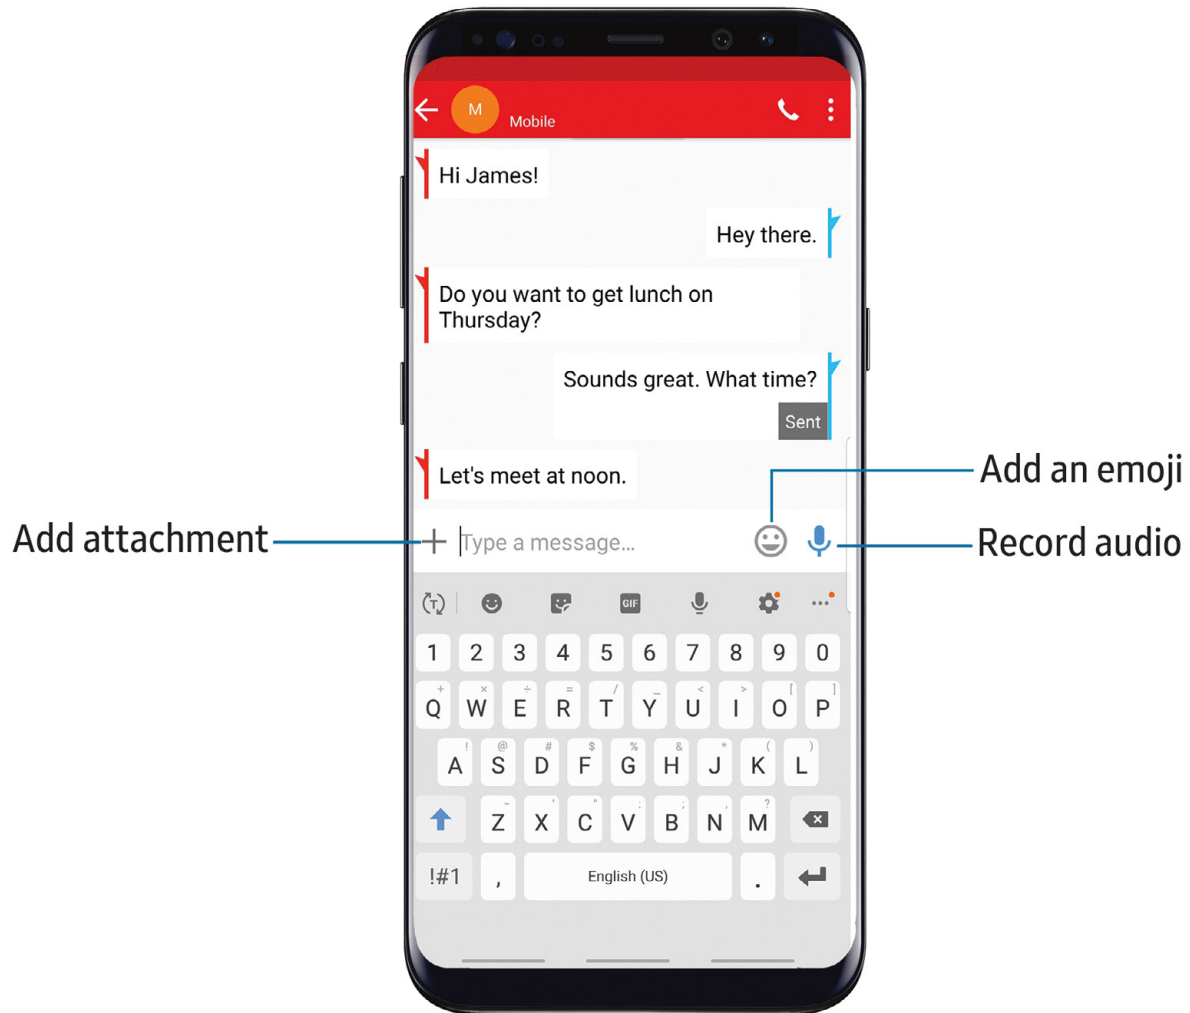 M
Mobile
Hi James!
Hey there.
Do you want to get lunch on
Thursday?
Sounds great. What time?
Sent
Let's meet at noon.
Add an emoji
Add attachment
Type a message...
Record audio
T
GIF
1 2 3 4 5 6 7 8 9 0
+ × ÷ = / _ < > [ ]
Q W E R T Y U I O P
! @ # $ % & * ( )
A S D F G H J K L
- ' " : ; , ?
Z X C V B N M
!#1 , English (US) .